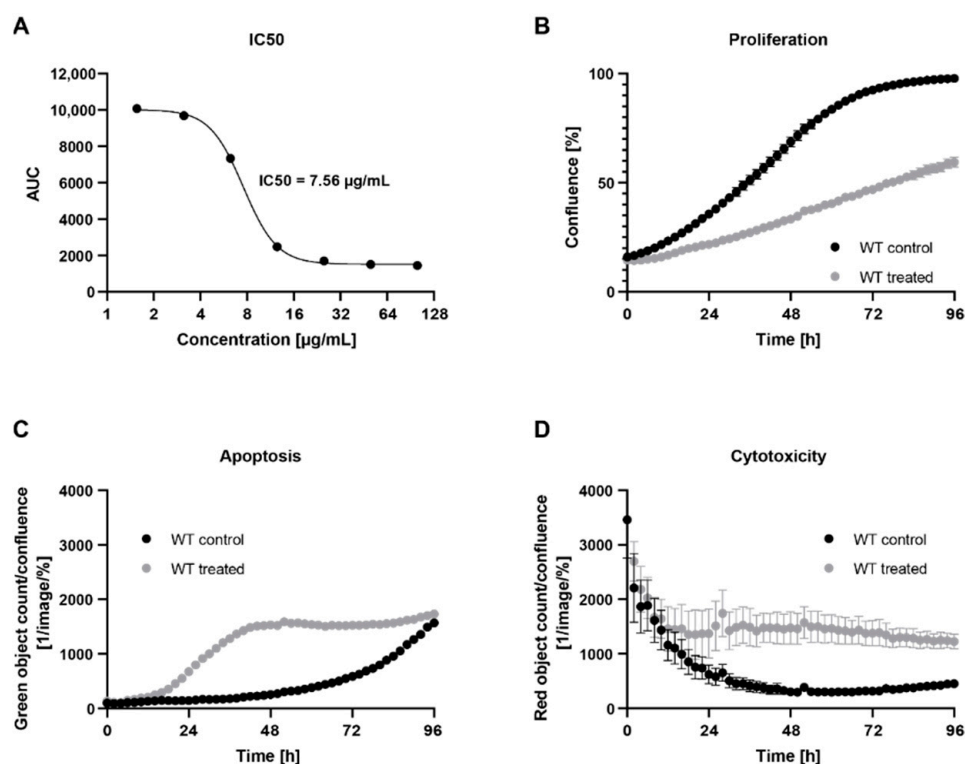 A
IC50
AUC
12,000
10,000
8000
6000
4000
2000
0
IC50 = 7.56 µg/mL
1 2 4 8 16 32 64 128
Concentration [µg/mL]
B
Proliferation
Confluence [%]
100
50
0
WT control
WT treated
0 24 48 72 96
Time [h]
C
Apoptosis
Green object count/confluence
[1/image/%]
4000
3000
2000
1000
0
WT control
WT treated
0 24 48 72 96
Time [h]
D
Cytotoxicity
Red object count/confluence
[1/image/%]
4000
3000
2000
1000
0
WT control
WT treated
0 24 48 72 96
Time [h]